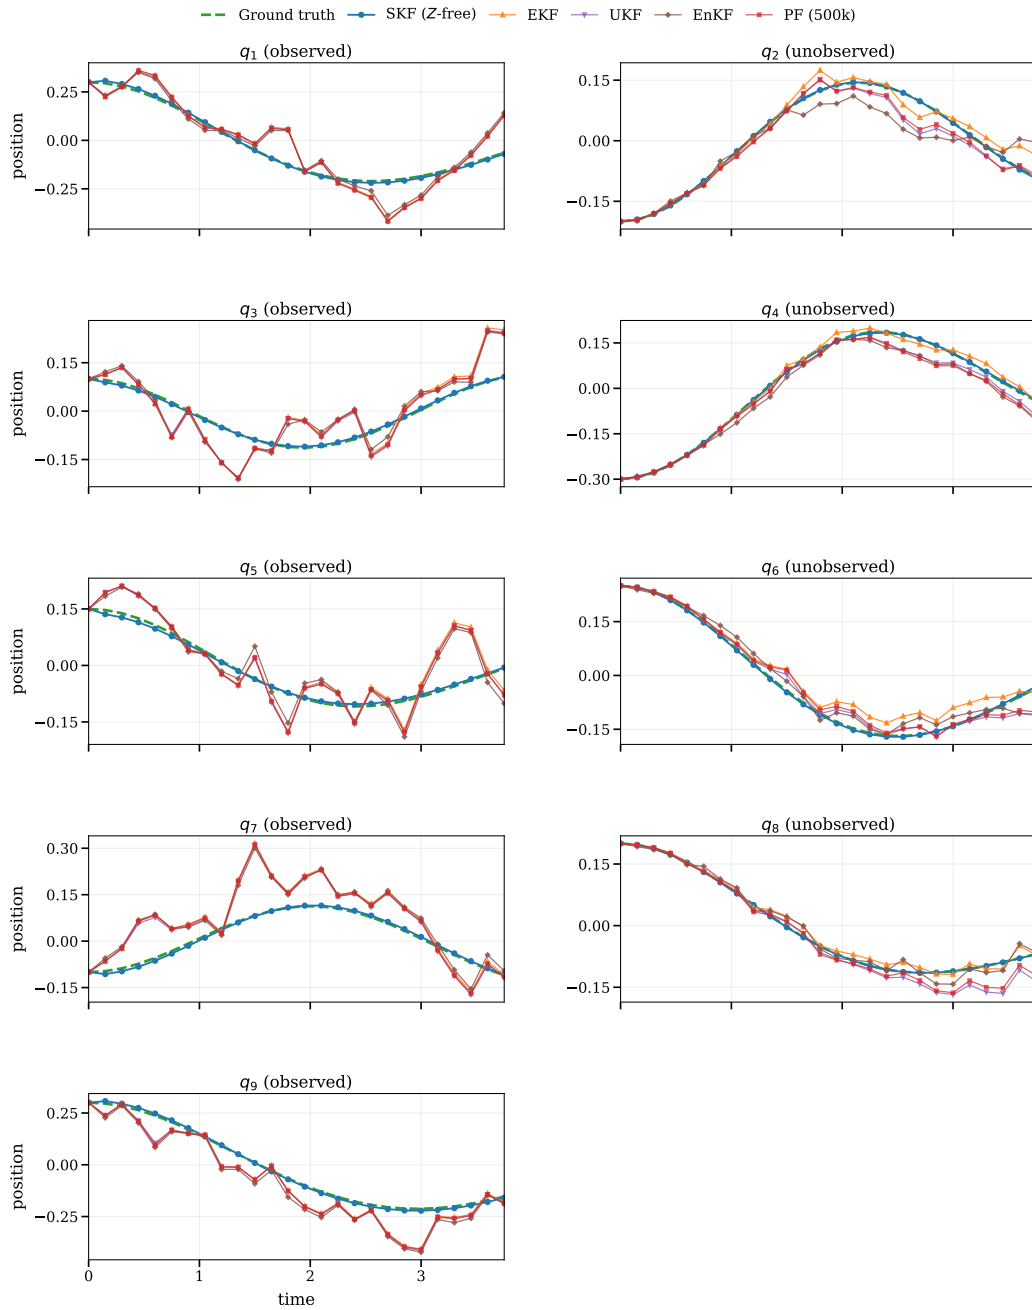 Ground truth SKF (Z-free) EKF UKF EnKF PF (500k)
q1 (observed)
0.25
0.00
−0.25
position
q2 (unobserved)
0.15
0.00
−0.15
q3 (observed)
0.15
0.00
−0.15
position
q4 (unobserved)
0.15
0.00
−0.15
−0.30
q5 (observed)
0.15
0.00
−0.15
position
q6 (unobserved)
0.15
0.00
−0.15
q7 (observed)
0.30
0.15
0.00
−0.15
position
q8 (unobserved)
0.15
0.00
−0.15
q9 (observed)
0.25
0.00
−0.25
position
0 1 2 3
time